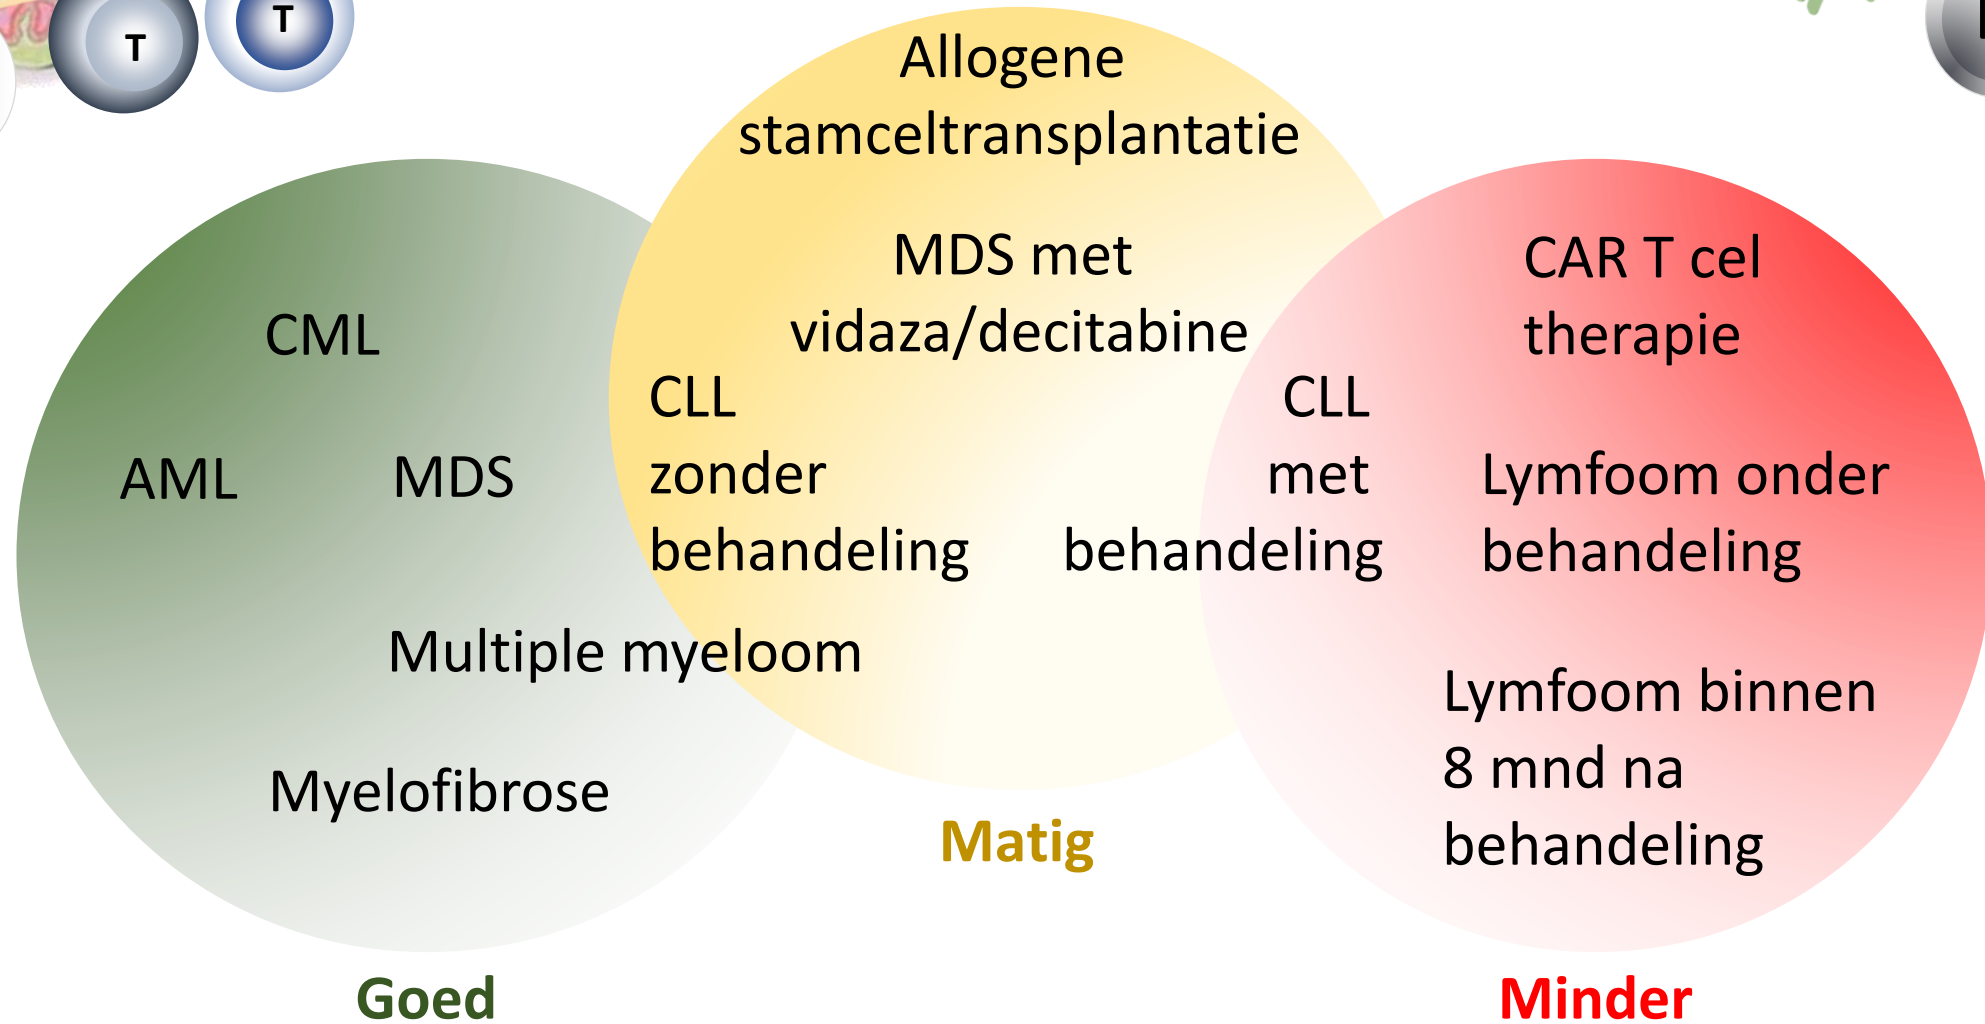 T
T
Allogene
stamceltransplantatie
MDS met
vidaza/decitabine
CML
AML
MDS
CLL
zonder
behandeling
Multiple myeloom
Myelofibrose
CLL
met
behandeling
CAR T cel
therapie
Lymfoom onder
behandeling
Lymfoom binnen
8 mnd na
behandeling
Matig
Goed
Minder